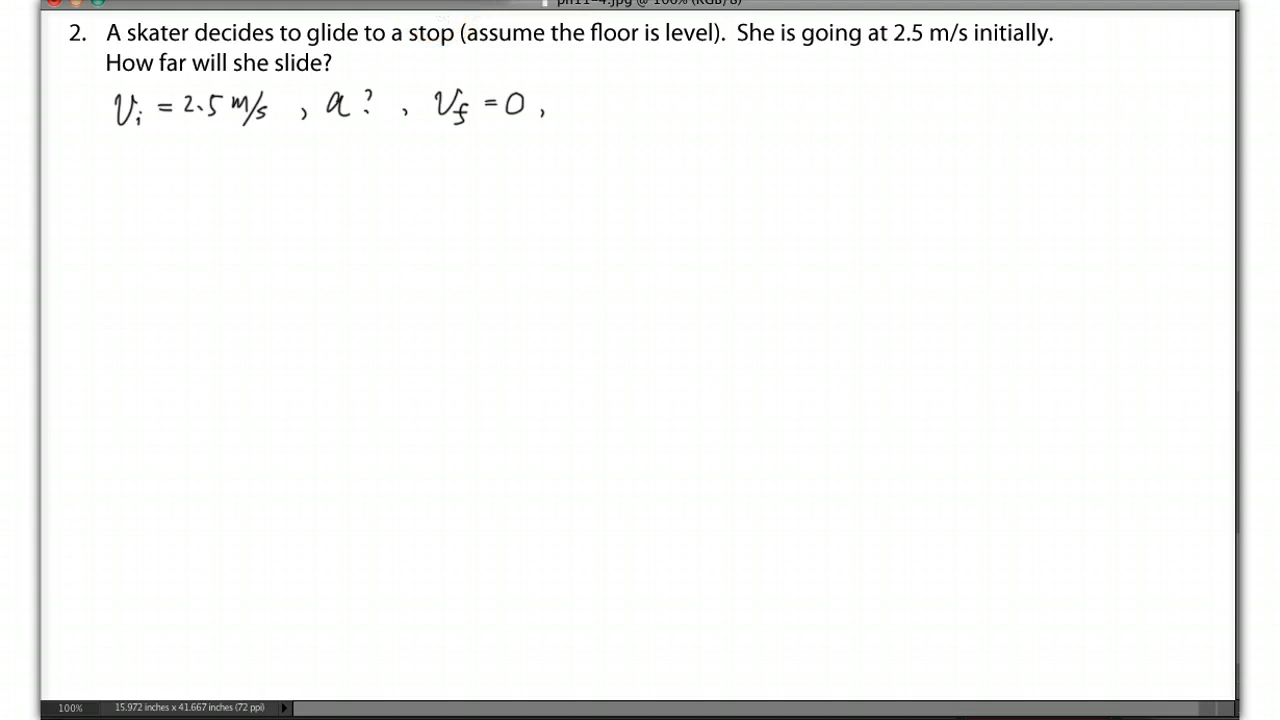 2. A skater decides to glide to a stop (assume the floor is level). She is going at 2.5 m/s initially.
How far will she slide?
Vi = 2.5 m/s , a ? , Vf = 0 ,
100% 15.972 inches x 41.667 inches (72 ppi)